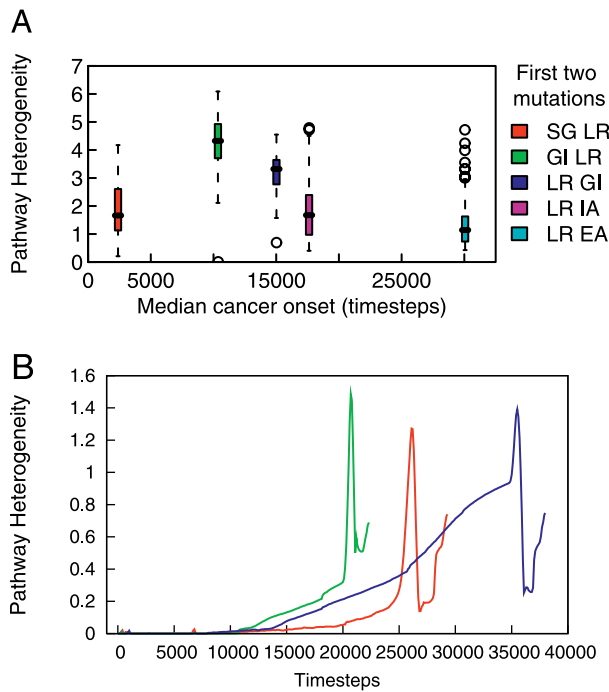 A
Pathway Heterogeneity
7
6
5
4
3
2
1
0
0 5000 15000 25000
Median cancer onset (timesteps)
First two
mutations
SG LR
GI LR
LR GI
LR IA
LR EA
B
Pathway Heterogeneity
1.6
1.4
1.2
1
0.8
0.6
0.4
0.2
0
0 5000 10000 15000 20000 25000 30000 35000 40000
Timesteps